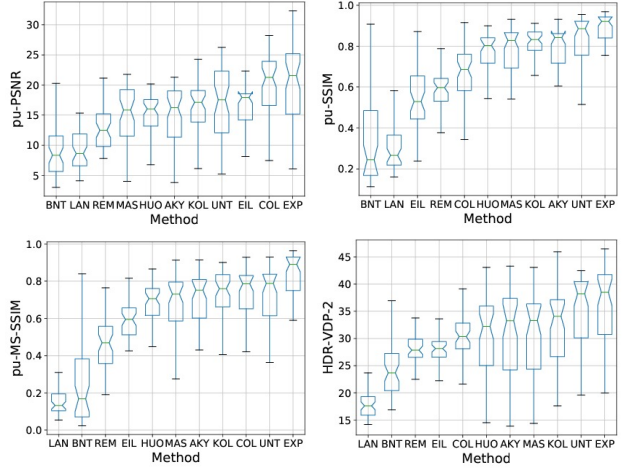 pu-PSNR
30
25
20
15
10
5
BNT LAN REM MAS HUO AKY KOL UNT EIL COL EXP
Method
pu-SSIM
1.0
0.8
0.6
0.4
0.2
BNT LAN EIL REM COL HUO MAS KOL AKY UNT EXP
Method
pu-MS-SSIM
1.0
0.8
0.6
0.4
0.2
0.0
LAN BNT REM EIL HUO MAS AKY KOL COL UNT EXP
Method
HDR-VDP-2
45
40
35
30
25
20
15
LAN BNT REM EIL COL HUO AKY MAS KOL UNT EXP
Method